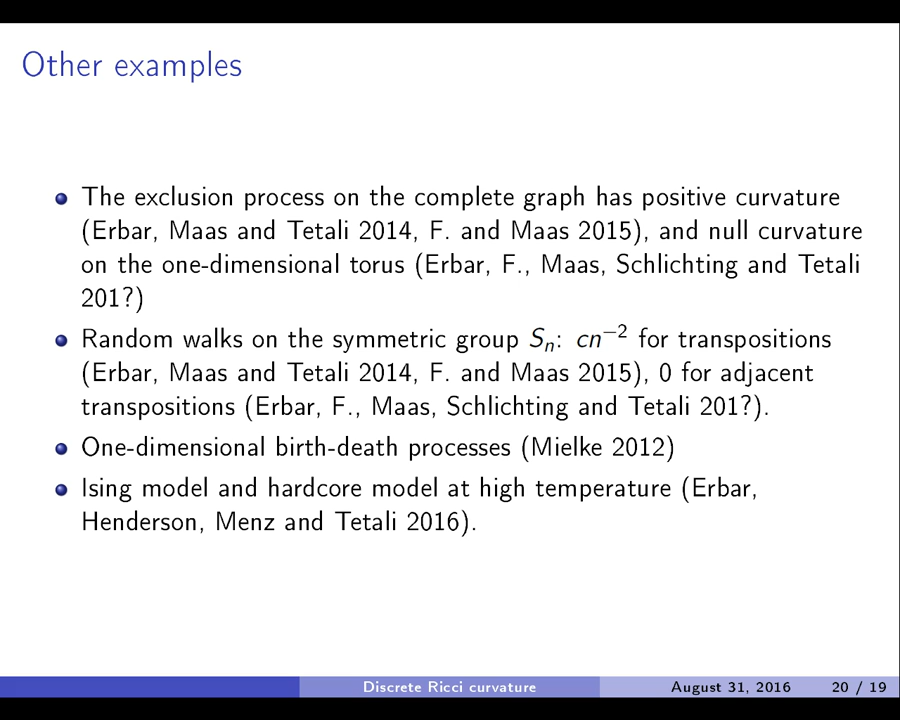 Other examples
The exclusion process on the complete graph has positive curvature
(Erbar, Maas and Tetali 2014, F. and Maas 2015), and null curvature
on the one-dimensional torus (Erbar, F., Maas, Schlichting and Tetali
201?)
Random walks on the symmetric group Sₙ: cn⁻² for transpositions
(Erbar, Maas and Tetali 2014, F. and Maas 2015), 0 for adjacent
transpositions (Erbar, F., Maas, Schlichting and Tetali 201?).
One-dimensional birth-death processes (Mielke 2012)
Ising model and hardcore model at high temperature (Erbar,
Henderson, Menz and Tetali 2016).
Discrete Ricci curvature August 31, 2016 20 / 19